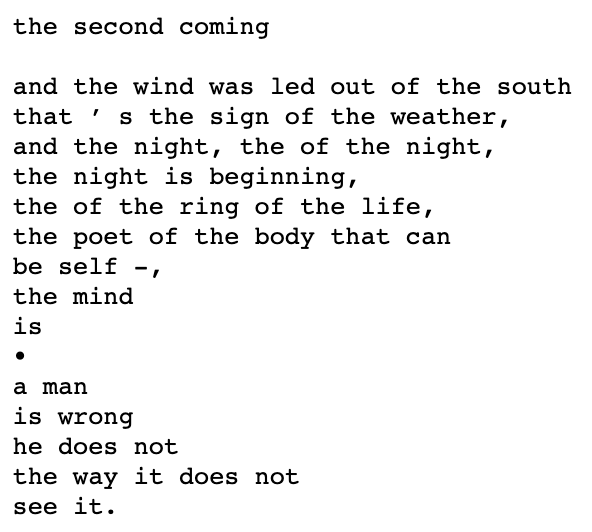 the second coming

and the wind was led out of the south
that ’ s the sign of the weather,
and the night, the of the night,
the night is beginning,
the of the ring of the life,
the poet of the body that can
be self -,
the mind
is
•
a man
is wrong
he does not
the way it does not
see it.